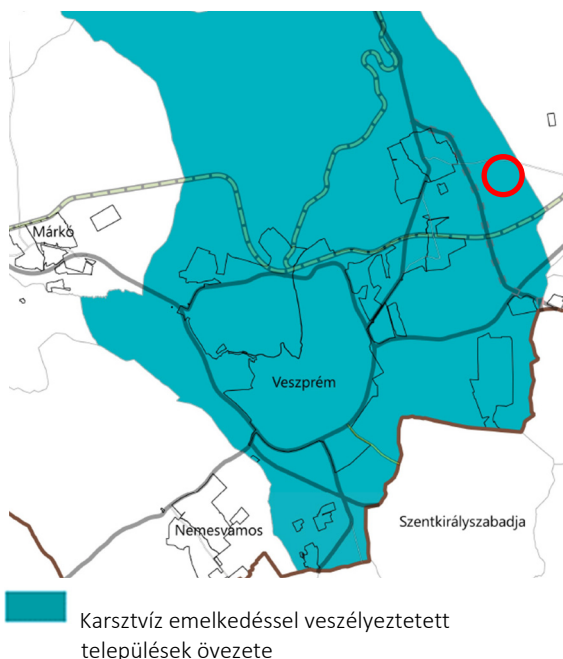 Márkó
Veszprém
Nemesvámos
Szentkirályszabadja
Karsztvíz emelkedéssel veszélyeztetett
települések övezete